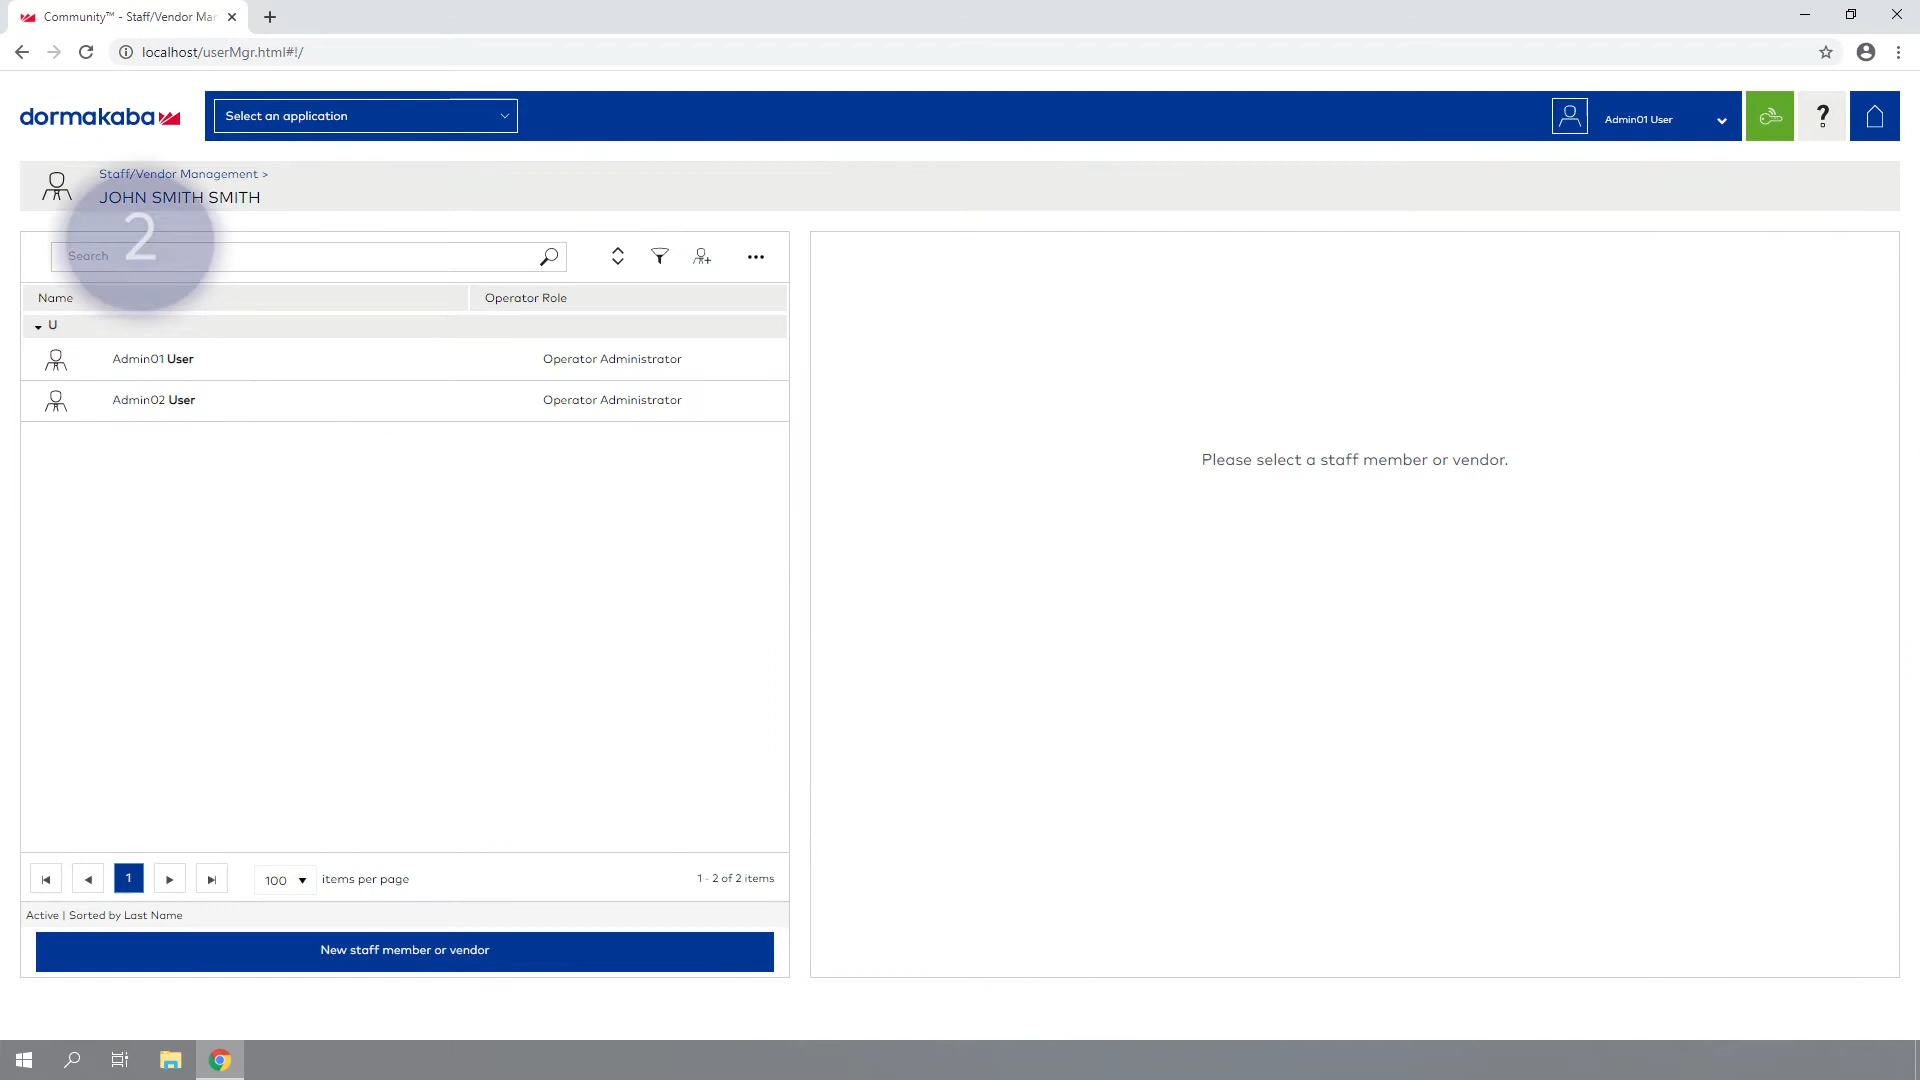 Community™ - Staff/Vendor Mar
localhost/userMgr.html#!/
dormakaba
Select an application
Admin01 User
?
Staff/Vendor Management >
JOHN SMITH SMITH
2
Search
Name
Operator Role
U
Admin01 User
Operator Administrator
Admin02 User
Operator Administrator
Please select a staff member or vendor.
1
100
items per page
1 - 2 of 2 items
Active | Sorted by Last Name
New staff member or vendor